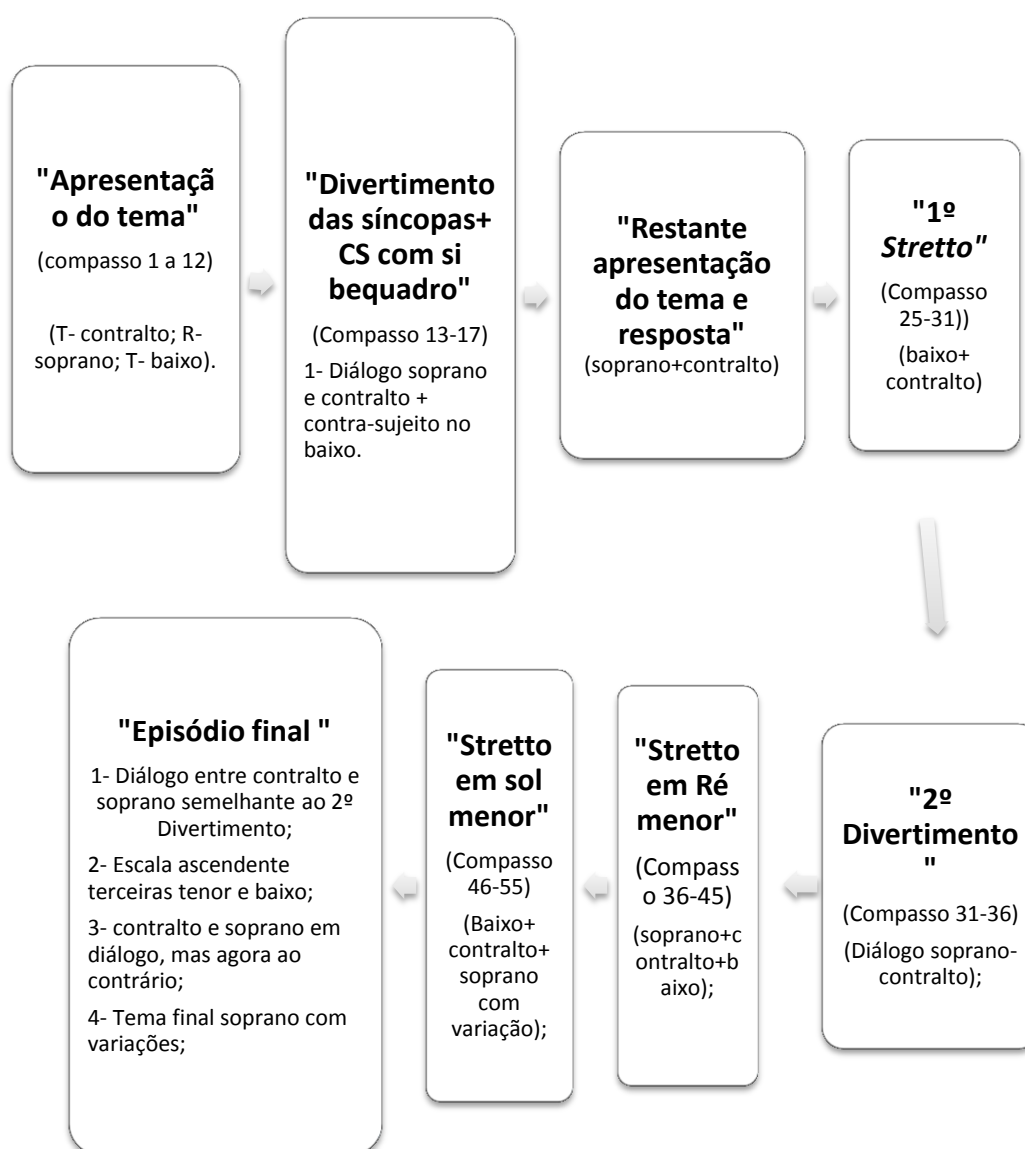 "Apresentaçã
o do tema"
(compasso 1 a 12)
(T- contralto; R-
soprano; T- baixo).
"Divertimento
das síncopas+
CS com si
bequadro"
(Compasso 13-17)
1- Diálogo soprano
e contralto +
contra-sujeito no
baixo.
"Restante
apresentação
do tema e
resposta"
(soprano+contralto)
"1º
Stretto"
(Compasso
25-31))
(baixo+
contralto)
"2º
Divertimento
"
(Compasso 31-36)
(Diálogo soprano-
contralto);
"Stretto
em Ré
menor"
(Compass
o 36-45)
(soprano+c
ontralto+b
aixo);
"Stretto
em sol
menor"
(Compasso
46-55)
(Baixo+
contralto+
soprano
com
variação);
"Episódio final "
1- Diálogo entre contralto e
soprano semelhante ao 2º
Divertimento;
2- Escala ascendente
terceiras tenor e baixo;
3- contralto e soprano em
diálogo, mas agora ao
contrário;
4- Tema final soprano com
variações;